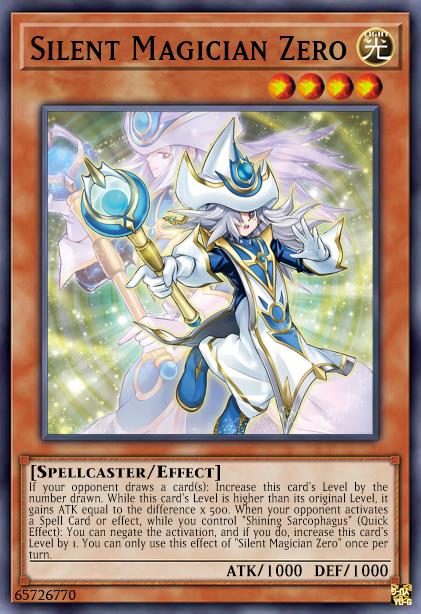 SILENT MAGICIAN ZERO
LIGHT
光
[SPELLCASTER/EFFECT]
If your opponent draws a card(s): Increase this card's Level by the
number drawn. While this card's Level is higher than its original Level, it
gains ATK equal to the difference x 500. When your opponent activates
a Spell Card or effect, while you control "Shining Sarcophagus" (Quick
Effect): You can negate the activation, and if you do, increase this card's
Level by 1. You can only use this effect of "Silent Magician Zero" once per
turn.
ATK/1000 DEF/1000
65726770